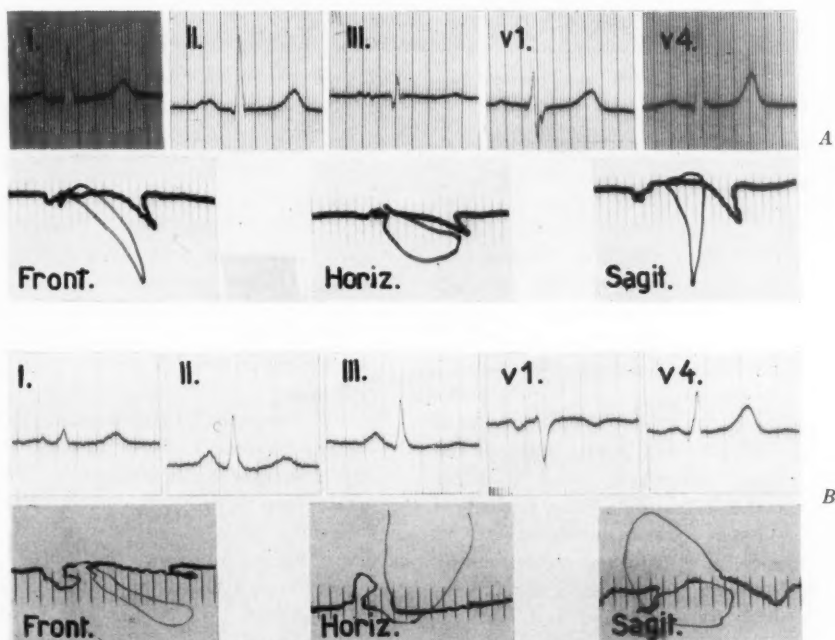 I. II. III. v1. v4.
A
Front. Horiz. Sagit.
I. II. III. v1. v4.
B
Front. Horiz. Sagit.